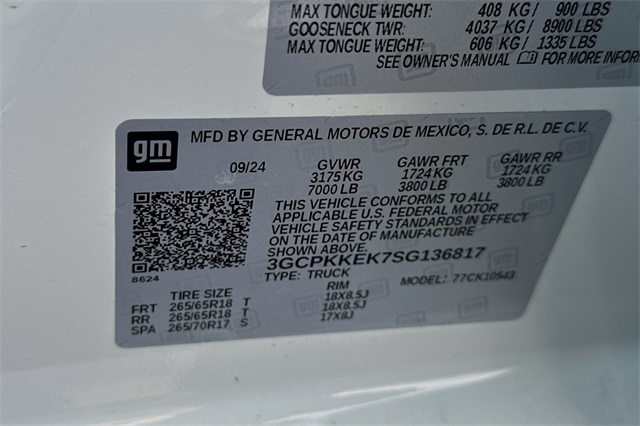 MAX TONGUE WEIGHT: 408 KG/ 900 LBS
GOOSENECK TWR: 4037 KG/ 8900 LBS
MAX TONGUE WEIGHT: 606 KG/ 1335 LBS
SEE OWNER'S MANUAL FOR MORE INFOR
gm
MFD BY GENERAL MOTORS DE MEXICO, S. DE R.L. DE C.V.
09/24 GVWR GAWR FRT GAWR RR
3175 KG 1724 KG 1724 KG
7000 LB 3800 LB 3800 LB
THIS VEHICLE CONFORMS TO ALL
APPLICABLE U.S. FEDERAL MOTOR
VEHICLE SAFETY STANDARDS IN EFFECT
ON THE DATE OF MANUFACTURE SHOWN ABOVE.
3GCPKKEK7SG136817
8624
TYPE: TRUCK MODEL: 77CK10543
TIRE SIZE RIM
FRT 265/65R18 T 18X8.5J
RR 265/65R18 T 18X8.5J
SPA 265/70R17 S 17X8J